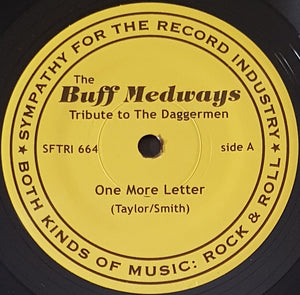 SYMPATHY FOR THE RECORD INDUSTRY
The
Buff Medways
Tribute to The Daggermen
SFTRI 664
side A
One More Letter
(Taylor/Smith)
★ BOTH KINDS OF MUSIC: ROCK & ROLL ★